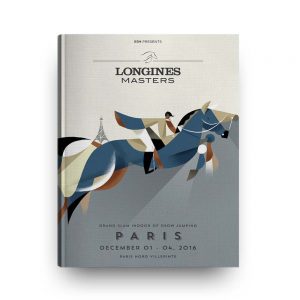 EEM PRESENTS
LONGINES
MASTERS
GRAND SLAM INDOOR OF SHOW JUMPING
PARIS
DECEMBER 01 - 04, 2016
PARIS NORD VILLEPINTE